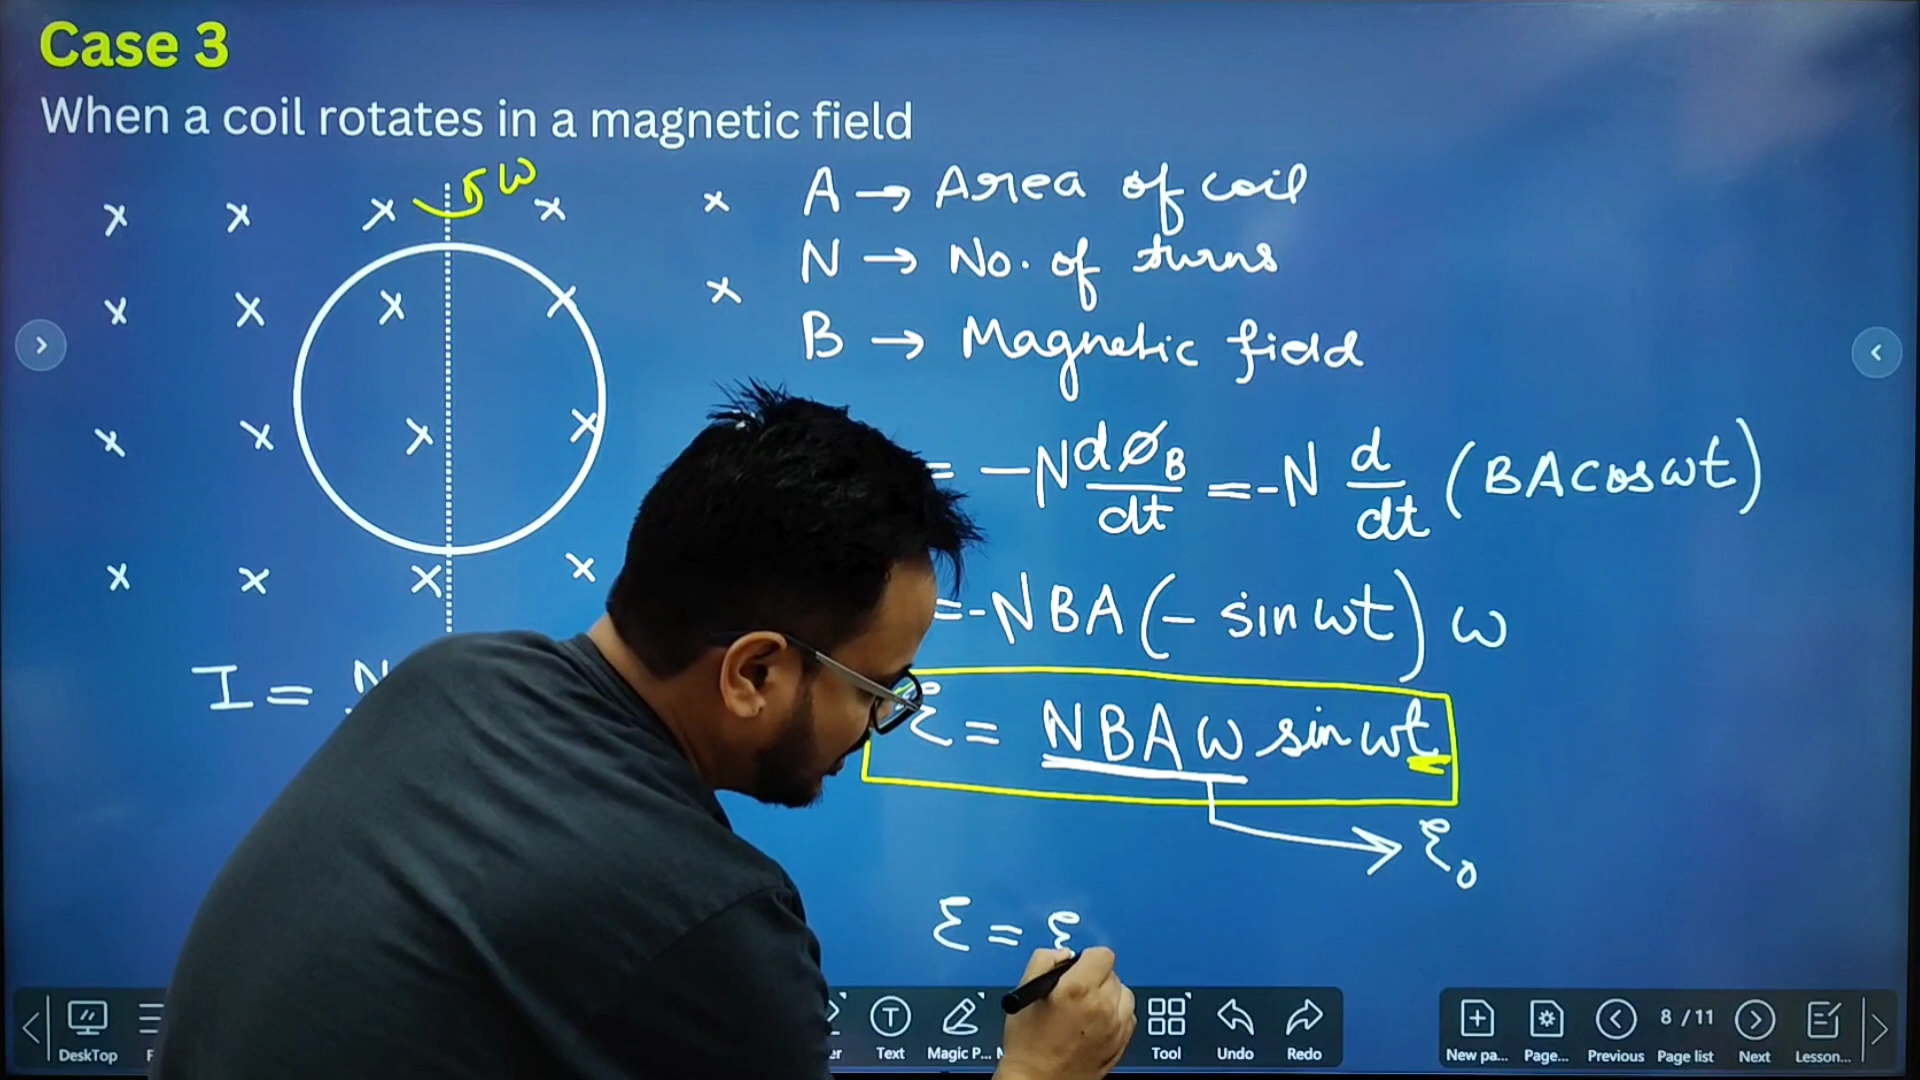 Case 3
When a coil rotates in a magnetic field
ω
A → Area of coil
N → No. of turns
B → Magnetic field
= -N dφB/dt = -N d/dt (BA cosωt)
= -NBA (- sin ωt) ω
I =
ε = NBAω sin ωt
ε0
ε = ε
DeskTop
Text
Magic P...
Tool
Undo
Redo
New pa...
Page...
Previous
8 / 11
Page list
Next
Lesson...